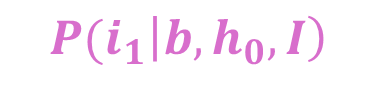 P(i₁|b, h₀, I)